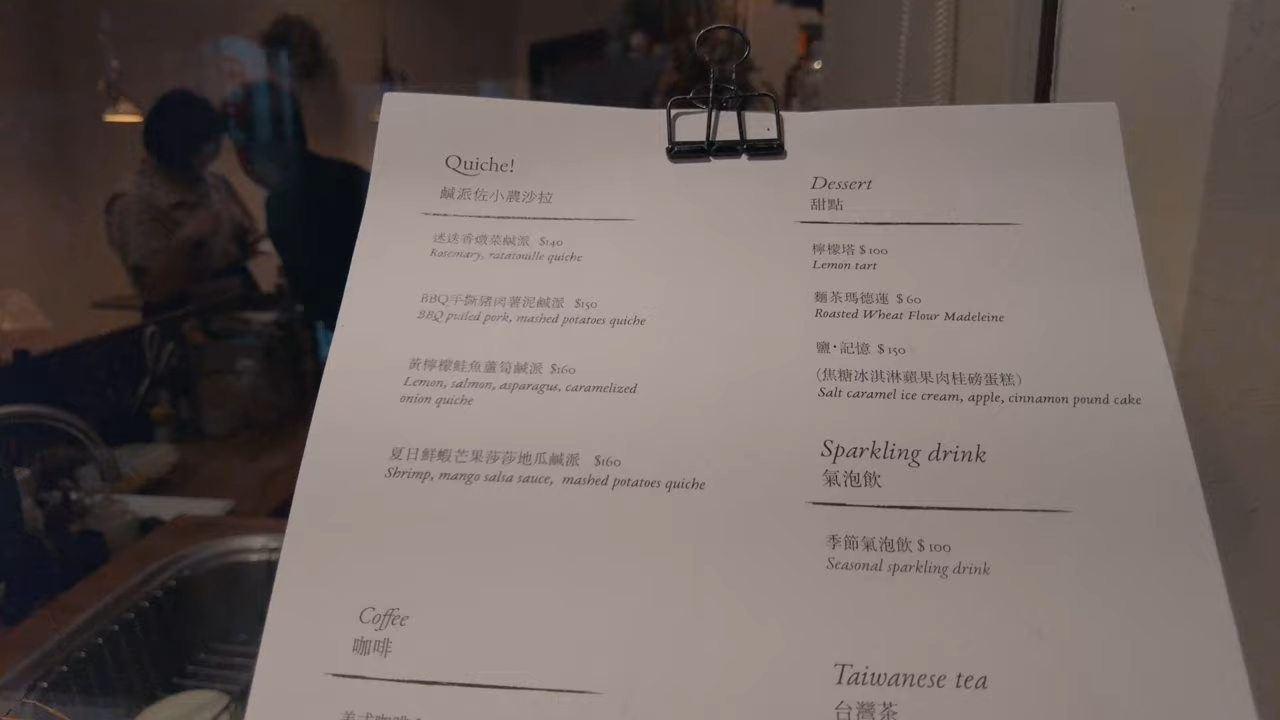 Quiche!
鹹派佐小農沙拉
迷迭香燉菜鹹派 $140
Rosemary, ratatouille quiche
BBQ手撕豬肉薯泥鹹派 $150
BBQ pulled pork, mashed potatoes quiche
黃檸檬鮭魚蘆筍鹹派 $160
Lemon, salmon, asparagus, caramelized
onion quiche
夏日鮮蝦芒果莎莎地瓜鹹派 $160
Shrimp, mango salsa sauce, mashed potatoes quiche
Coffee
咖啡
Dessert
甜點
檸檬塔 $100
Lemon tart
麵茶瑪德蓮 $60
Roasted Wheat Flour Madeleine
鹽·記憶 $150
(焦糖冰淇淋蘋果肉桂磅蛋糕)
Salt caramel ice cream, apple, cinnamon pound cake
Sparkling drink
氣泡飲
季節氣泡飲 $100
Seasonal sparkling drink
Taiwanese tea
台灣茶